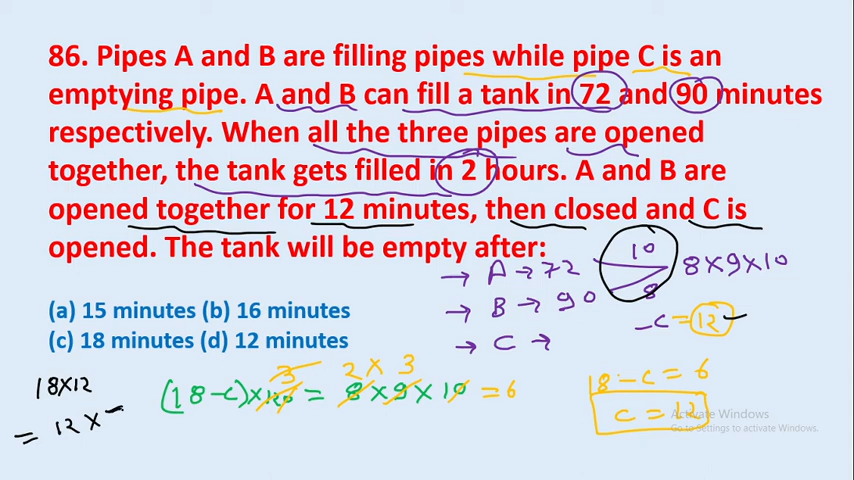 86. Pipes A and B are filling pipes while pipe C is an
emptying pipe. A and B can fill a tank in 72 and 90 minutes
respectively. When all the three pipes are opened
together, the tank gets filled in 2 hours. A and B are
opened together for 12 minutes, then closed and C is
opened. The tank will be empty after:
(a) 15 minutes (b) 16 minutes
(c) 18 minutes (d) 12 minutes
→ A → 72 10 8×9×10
→ B → 90 8
→ C → -C = 12
2 × 3
(18-C)×120 = 8×9×10 = 6
18-C = 6
C = 12
18×12
= 12×
Activate Windows
Go to Settings to activate Windows.